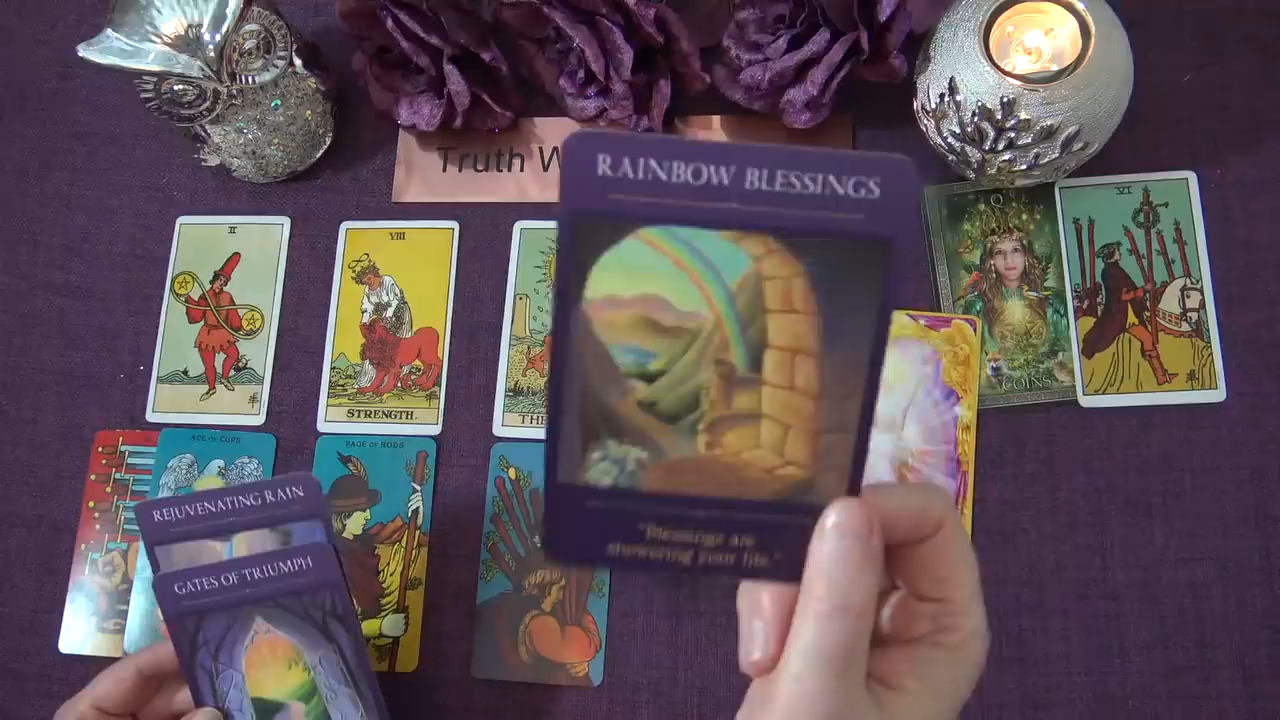 Truth W
RAINBOW BLESSINGS
"Blessings are
showering your life."
II
VIII
STRENGTH.
THE
Q
COINS
VI
ACE OF CUPS
PAGE OF RODS
REJUVENATING RAIN
GATES OF TRIUMPH